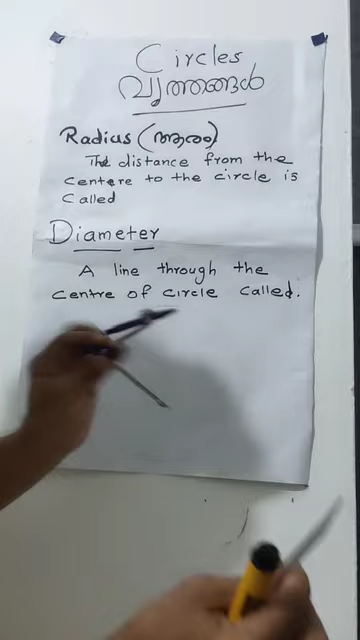 Circles
വൃത്തങ്ങൾ
Radius (ആരം)
The distance from the
centere to the circle is
called
Diameter
A line through the
centre of circle called.